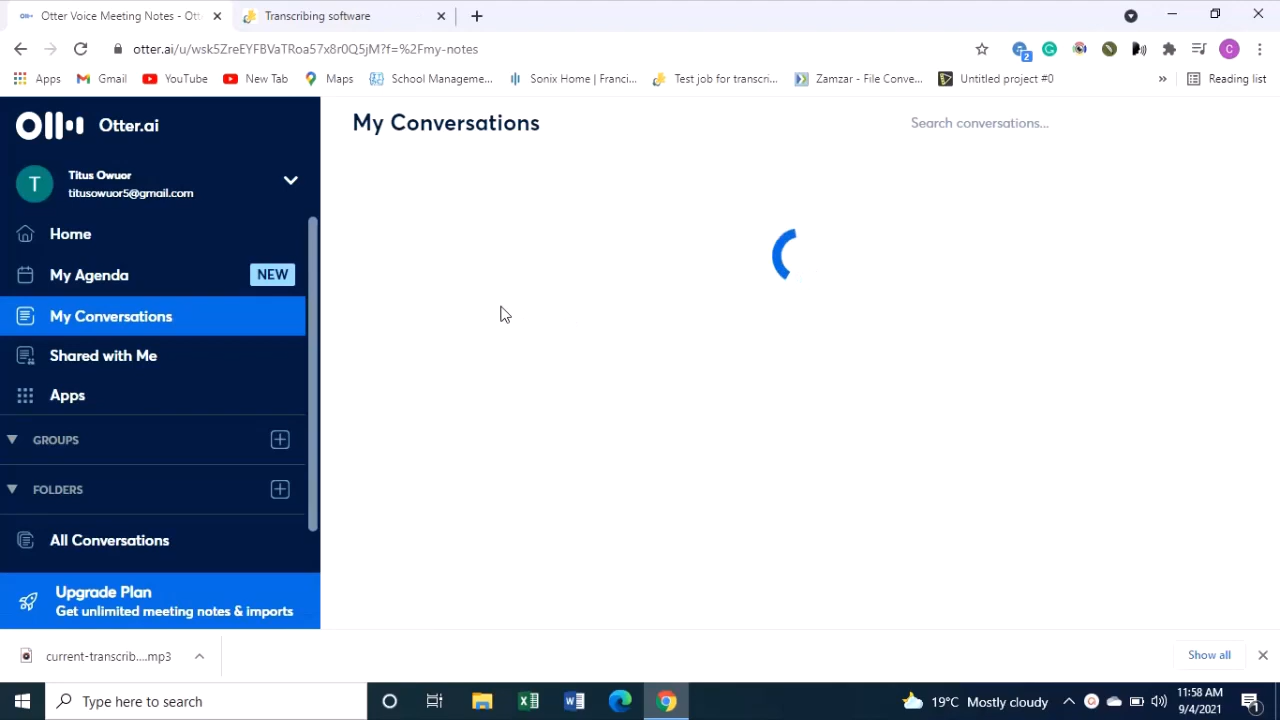 Otter Voice Meeting Notes - Ott
Transcribing software
otter.ai/u/wsk5ZreEYFBVaTRoa57x8r0Q5jM?f=%2Fmy-notes
2
C
Apps
Gmail
YouTube
New Tab
Maps
School Manageme...
Sonix Home | Franci...
Test job for transcri...
Zamzar - File Conve...
Untitled project #0
»
Reading list
Otter.ai
My Conversations
Search conversations...
T
Titus Owuor
titusowuor5@gmail.com
Home
My Agenda
NEW
My Conversations
Shared with Me
Apps
GROUPS
FOLDERS
All Conversations
Upgrade Plan
Get unlimited meeting notes & imports
current-transcrib....mp3
Show all
Type here to search
19°C Mostly cloudy
11:58 AM
9/4/2021
1